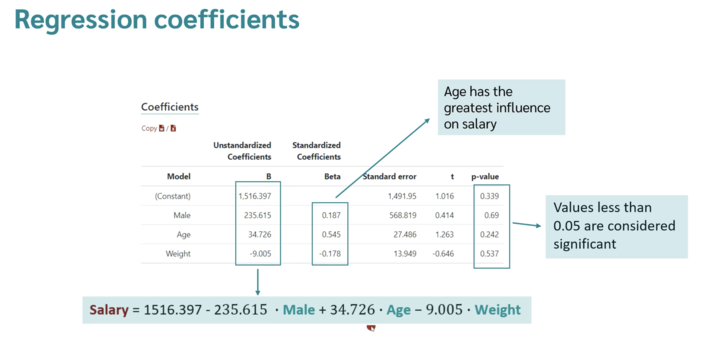 Regression coefficients
Age has the
greatest influence
on salary
Coefficients
Copy /
Unstandardized Standardized
Coefficients Coefficients
Model B Beta Standard error t p-value
(Constant) 1,516.397 1,491.95 1.016 0.339
Male 235.615 0.187 568.819 0.414 0.69
Age 34.726 0.545 27.486 1.263 0.242
Weight -9.005 -0.178 13.949 -0.646 0.537
Values less than
0.05 are considered
significant
Salary = 1516.397 - 235.615 · Male + 34.726 · Age − 9.005 · Weight